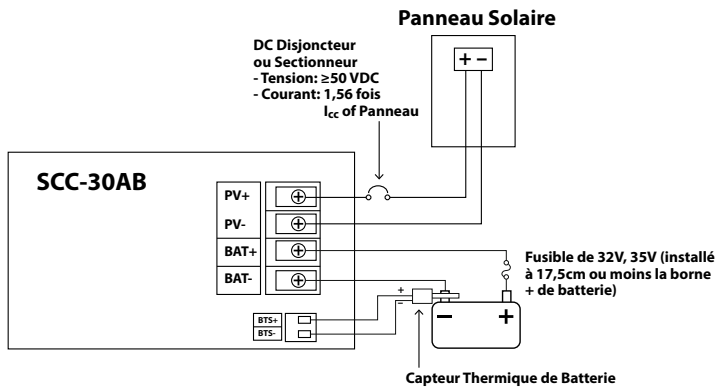 Panneau Solaire
DC Disjoncteur
ou Sectionneur
- Tension: ≥50 VDC
- Courant: 1,56 fois
Icc of Panneau
+ −
SCC-30AB
PV+
PV-
BAT+
BAT-
BTS+
BTS-
+
−
− +
Fusible de 32V, 35V (installé
à 17,5cm ou moins la borne
+ de batterie)
Capteur Thermique de Batterie